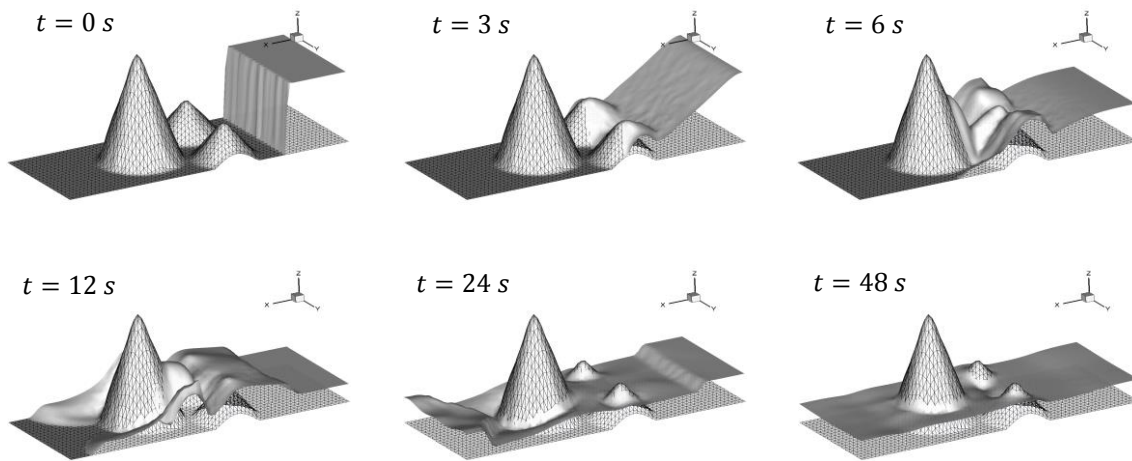 t = 0 s
Z
X
Y
t = 3 s
Z
X
Y
t = 6 s
Z
X
Y
t = 12 s
Z
X
Y
t = 24 s
Z
X
Y
t = 48 s
Z
X
Y